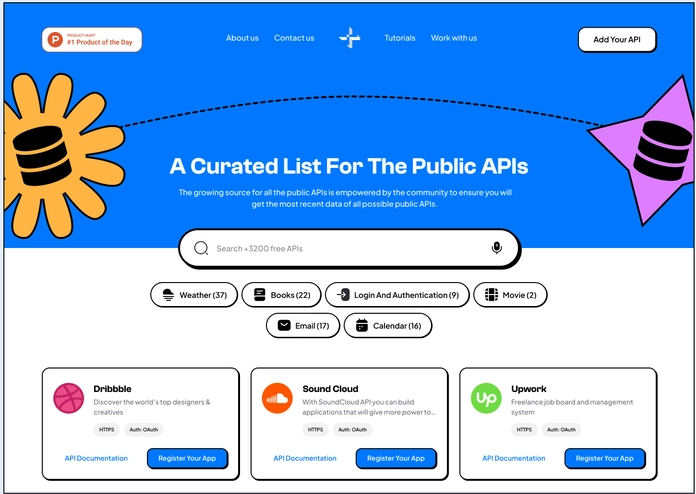 PRODUCT HUNT
#1 Product of the Day
About us
Contact us
Tutorials
Work with us
Add Your API
A Curated List For The Public APIs
The growing source for all the public APIs is empowered by the community to ensure you will
get the most recent data of all possible public APIs.
Search +3200 free APIs
Weather (37)
Books (22)
Login And Authentication (9)
Movie (2)
Email (17)
Calendar (16)
Dribbble
Discover the world's top designers &
creatives
HTTPS
Auth: OAuth
API Documentation
Register Your App
Sound Cloud
With SoundCloud API you can build
applications that will give more power to...
HTTPS
Auth: OAuth
API Documentation
Register Your App
Upwork
Freelance job board and management
system
HTTPS
Auth: OAuth
API Documentation
Register Your App